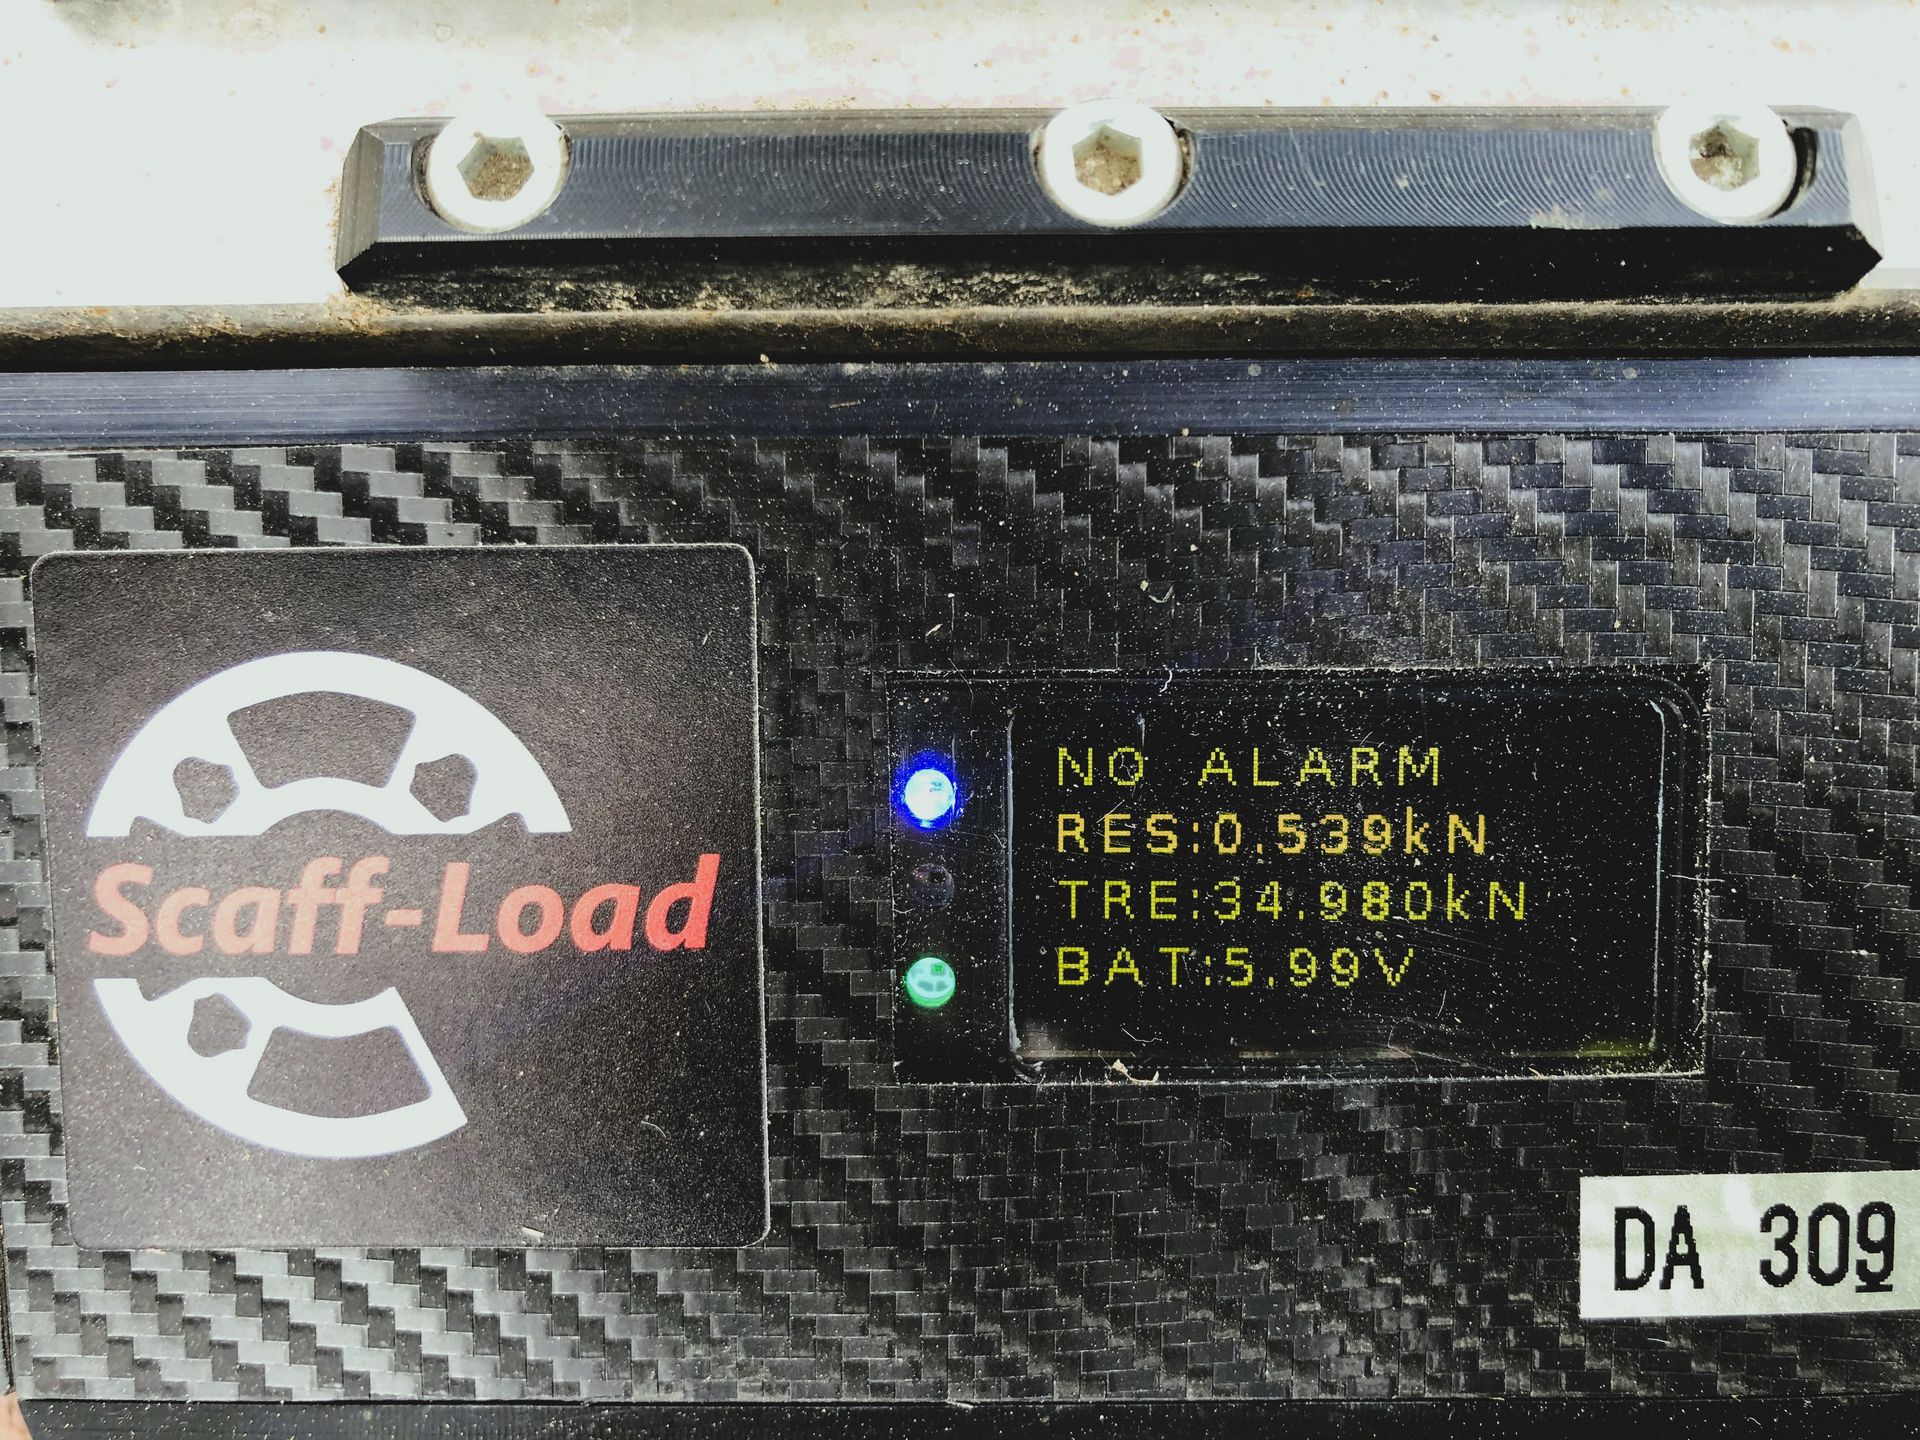 Scaff-Load
NO ALARM
RES:0.539kN
TRE:34.980kN
BAT:5.99V
DA 309